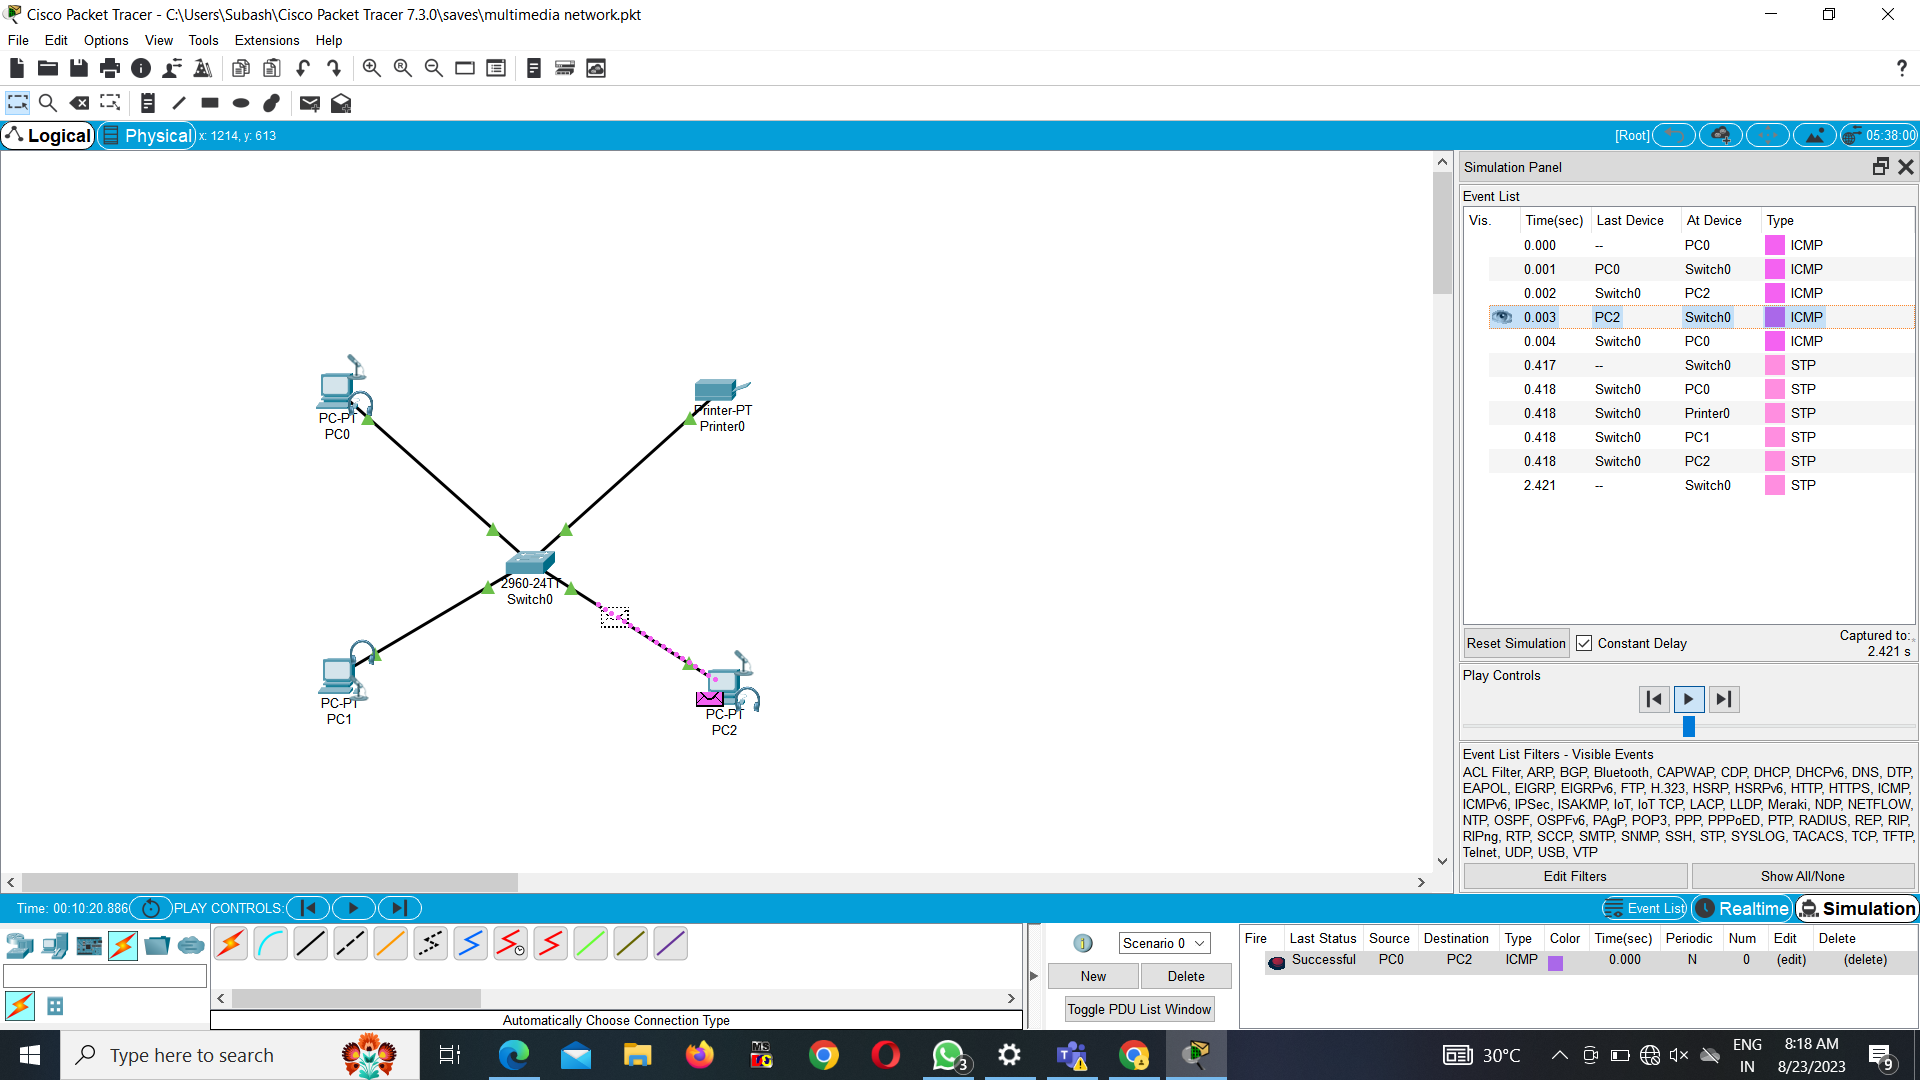 Cisco Packet Tracer - C:\Users\Subash\Cisco Packet Tracer 7.3.0\saves\multimedia network.pkt
File Edit Options View Tools Extensions Help
?
Logical Physical x: 1214, y: 613 [Root] 05:38:00
PC-PT
PC0
Printer-PT
Printer0
2960-24TT
Switch0
PC-PT
PC1
PC-PT
PC2
Simulation Panel
Event List
Vis. Time(sec) Last Device At Device Type
0.000 -- PC0 ICMP
0.001 PC0 Switch0 ICMP
0.002 Switch0 PC2 ICMP
0.003 PC2 Switch0 ICMP
0.004 Switch0 PC0 ICMP
0.417 -- Switch0 STP
0.418 Switch0 PC0 STP
0.418 Switch0 Printer0 STP
0.418 Switch0 PC1 STP
0.418 Switch0 PC2 STP
2.421 -- Switch0 STP
Reset Simulation Constant Delay Captured to:
2.421 s
Play Controls
Event List Filters - Visible Events
ACL Filter, ARP, BGP, Bluetooth, CAPWAP, CDP, DHCP, DHCPv6, DNS, DTP,
EAPOL, EIGRP, EIGRPv6, FTP, H.323, HSRP, HSRPv6, HTTP, HTTPS, ICMP,
ICMPv6, IPSec, ISAKMP, IoT, IoT TCP, LACP, LLDP, Meraki, NDP, NETFLOW,
NTP, OSPF, OSPFv6, PAgP, POP3, PPP, PPPoED, PTP, RADIUS, REP, RIP,
RIPng, RTP, SCCP, SMTP, SNMP, SSH, STP, SYSLOG, TACACS, TCP, TFTP,
Telnet, UDP, USB, VTP
Edit Filters Show All/None
Time: 00:10:20.886 PLAY CONTROLS: Event List Realtime Simulation
Automatically Choose Connection Type
Scenario 0
New Delete
Toggle PDU List Window
Fire Last Status Source Destination Type Color Time(sec) Periodic Num Edit Delete
Successful PC0 PC2 ICMP 0.000 N 0 (edit) (delete)
Type here to search
MS
3
30°C
ENG
IN
8:18 AM
8/23/2023
9